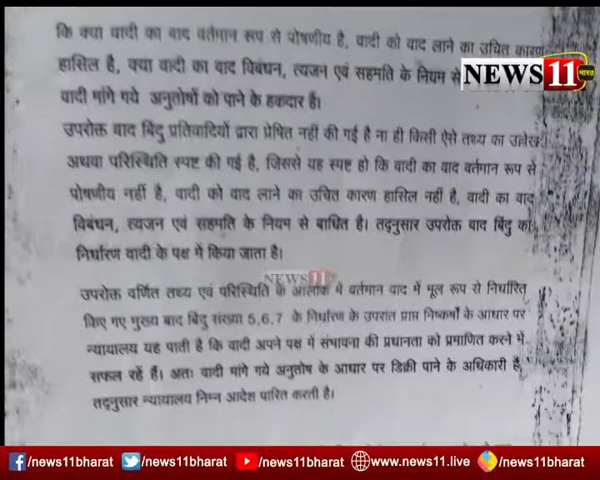 कि क्या वादी का वाद वर्तमान रूप से पोषणीय है, वादी को वाद लाने का उचित कारण
हासिल है, क्या वादी का वाद विबंधन, त्यजन एवं सहमति के नियम से
NEWS 11 भारत
वादी मांगे गये अनुतोषों को पाने के हकदार है।
उपरोक्त वाद बिंदु प्रतिवादियों द्वारा प्रेषित नहीं की गई है ना ही किसी ऐसे तथ्य का उल्लेख
अथवा परिस्थिति स्पष्ट की गई है, जिससे यह स्पष्ट हो कि वादी का वाद वर्तमान रूप से
पोषणीय नहीं है, वादी को वाद लाने का उचित कारण हासिल नहीं है, वादी का वाद
विबंधन, त्यजन एवं सहमति के नियम से बाधित है। तद्नुसार उपरोक्त वाद बिंदु का
निर्धारण वादी के पक्ष में किया जाता है।
NEWS 11
उपरोक्त वर्णित तथ्य एवं परिस्थिति के आलोक में वर्तमान वाद में मूल रूप से निर्धारित
किए गए मुख्य बाद बिंदु संख्या 5,6,7 के निर्धारण के उपरांत प्राप्त निष्कर्षों के आधार पर
न्यायालय यह पाती है कि वादी अपने पक्ष में संभावना की प्रधानता को प्रमाणित करने में
सफल रहें हैं। अतः वादी मांगे गये अनुतोष के आधार पर डिक्री पाने के अधिकारी है,
तद्नुसार न्यायालय निम्न आदेश पारित करती है।
/news11bharat /news11bharat /news11bharat www.news11.live /news11bharat